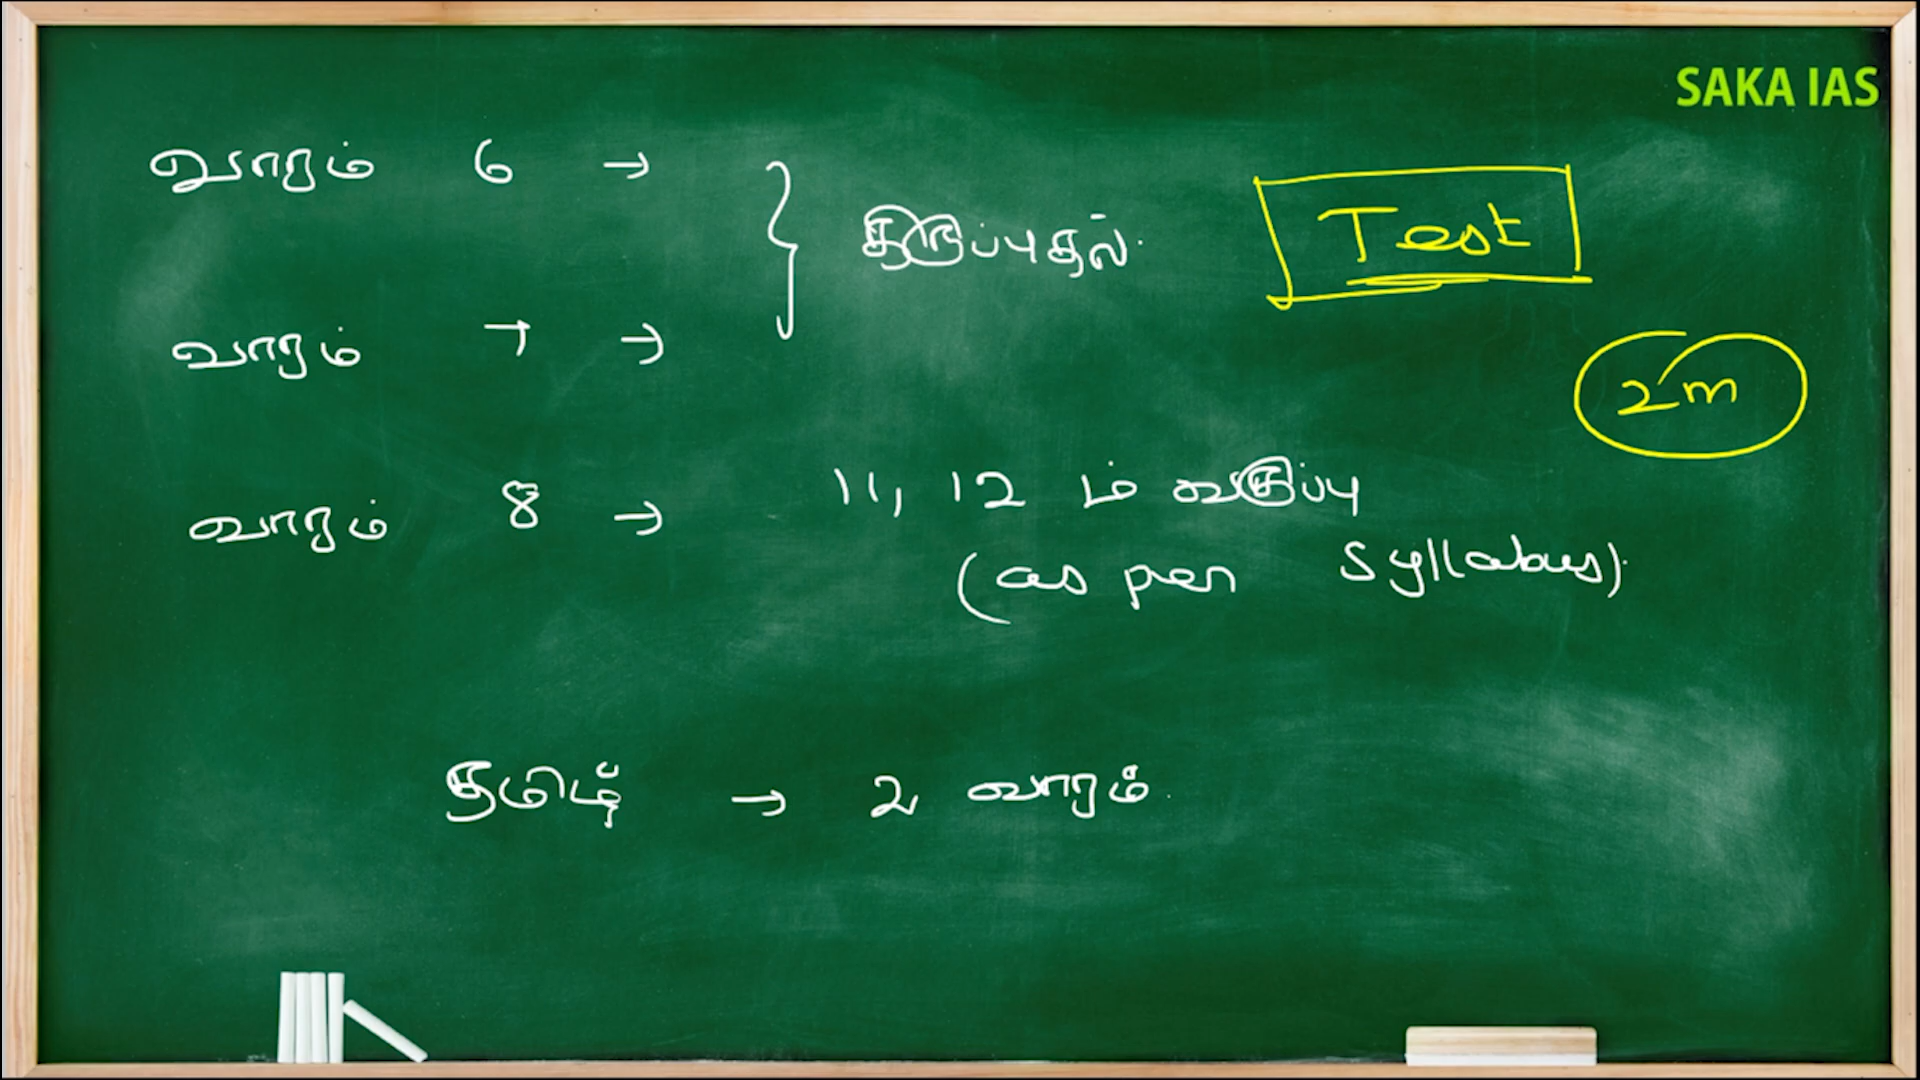 SAKA IAS
வாரம் 6 →
திருப்புதல்.
Test
வாரம் 7 →
2m
வாரம் 8 → 11, 12 ம் வகுப்பு
(as per Syllabus).
தமிழ் → 2 வாரம்.